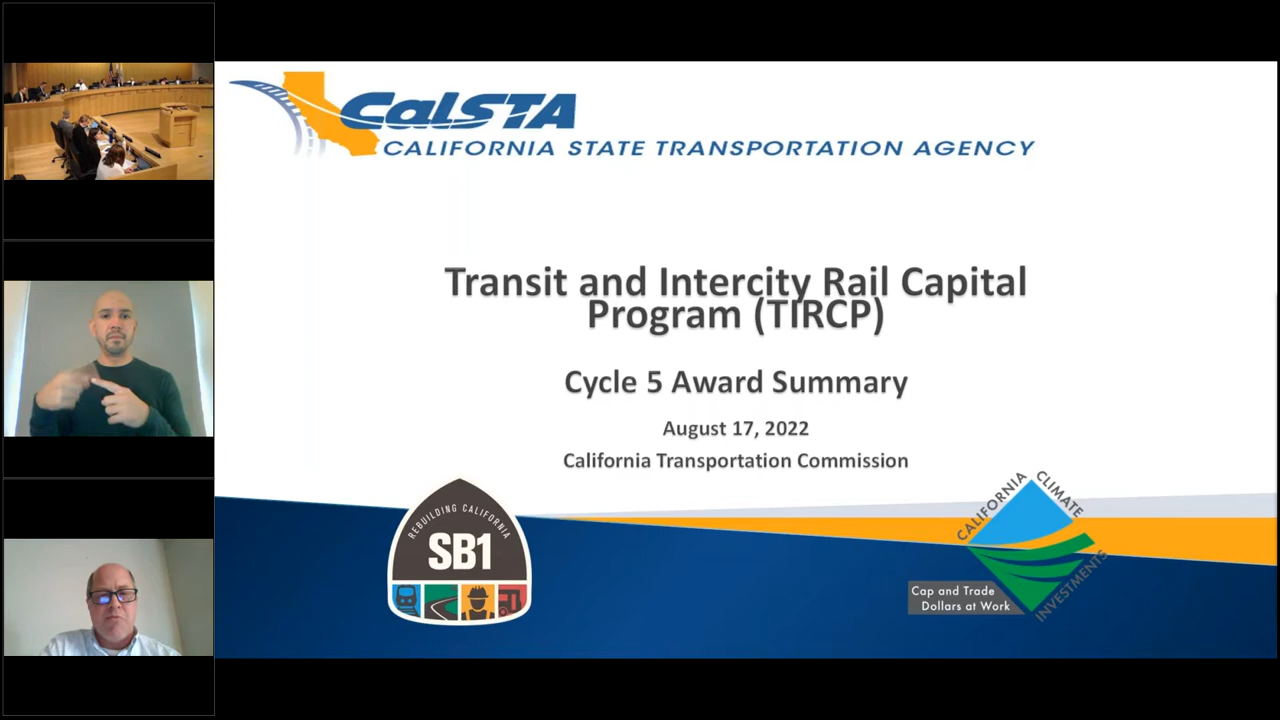 CalSTA
CALIFORNIA STATE TRANSPORTATION AGENCY
Transit and Intercity Rail Capital
Program (TIRCP)
Cycle 5 Award Summary
August 17, 2022
California Transportation Commission
REBUILDING CALIFORNIA
SB1
CALIFORNIA CLIMATE
INVESTMENTS
Cap and Trade
Dollars at Work